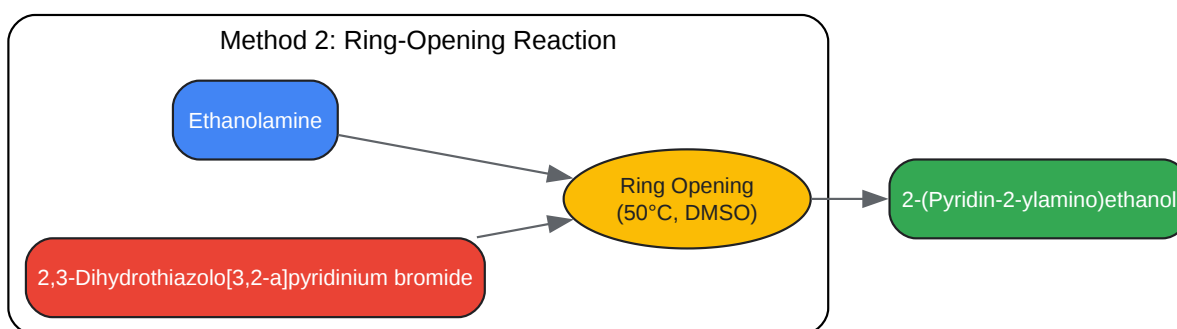 Method 2: Ring-Opening Reaction
Ethanolamine
Ring Opening
(50°C, DMSO)
2-(Pyridin-2-ylamino)ethanol
2,3-Dihydrothiazolo[3,2-a]pyridinium bromide